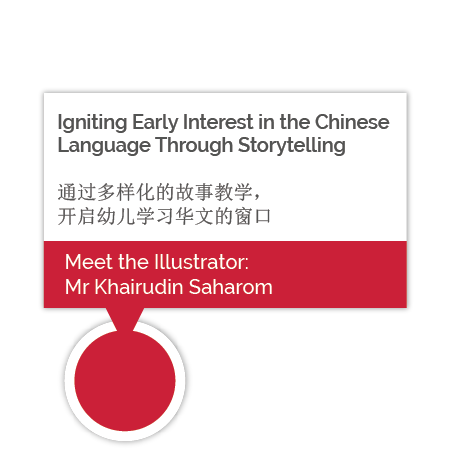 Igniting Early Interest in the Chinese
Language Through Storytelling
通过多样化的故事教学，
开启幼儿学习华文的窗口
Meet the Illustrator:
Mr Khairudin Saharom